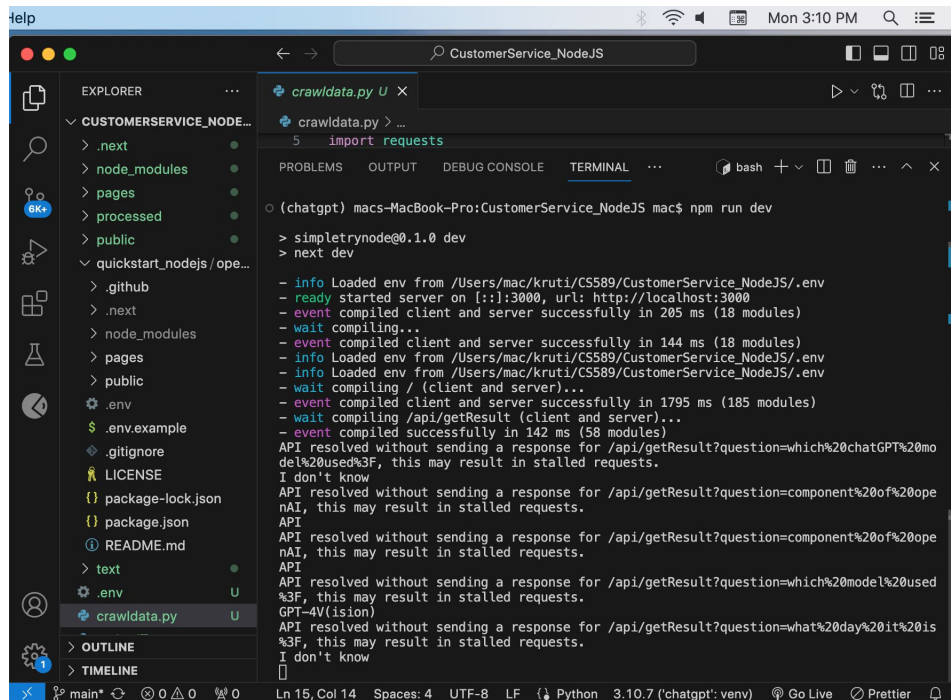 Help
Mon 3:10 PM
CustomerService_NodeJS
EXPLORER
CUSTOMERSERVICE_NODE...
.next
node_modules
pages
processed
public
quickstart_nodejs / ope...
.github
.next
node_modules
pages
public
.env
$ .env.example
.gitignore
LICENSE
{} package-lock.json
{} package.json
README.md
text
.env U
crawldata.py U
OUTLINE
TIMELINE
6K+
1
crawldata.py U
crawldata.py > ...
5 import requests
PROBLEMS OUTPUT DEBUG CONSOLE TERMINAL ... bash
(chatgpt) macs-MacBook-Pro:CustomerService_NodeJS mac$ npm run dev
> simpletrynode@0.1.0 dev
> next dev
- info Loaded env from /Users/mac/kruti/CS589/CustomerService_NodeJS/.env
- ready started server on [::]:3000, url: http://localhost:3000
- event compiled client and server successfully in 205 ms (18 modules)
- wait compiling...
- event compiled client and server successfully in 144 ms (18 modules)
- info Loaded env from /Users/mac/kruti/CS589/CustomerService_NodeJS/.env
- info Loaded env from /Users/mac/kruti/CS589/CustomerService_NodeJS/.env
- wait compiling / (client and server)...
- event compiled client and server successfully in 1795 ms (185 modules)
- wait compiling /api/getResult (client and server)...
- event compiled successfully in 142 ms (58 modules)
API resolved without sending a response for /api/getResult?question=which%20chatGPT%20mo
del%20used%3F, this may result in stalled requests.
I don't know
API resolved without sending a response for /api/getResult?question=component%20of%20ope
nAI, this may result in stalled requests.
API
API resolved without sending a response for /api/getResult?question=component%20of%20ope
nAI, this may result in stalled requests.
API
API resolved without sending a response for /api/getResult?question=which%20model%20used
%3F, this may result in stalled requests.
GPT-4V(ision)
API resolved without sending a response for /api/getResult?question=what%20day%20it%20is
%3F, this may result in stalled requests.
I don't know
main* 0 0 0 Ln 15, Col 14 Spaces: 4 UTF-8 LF Python 3.10.7 ('chatgpt': venv) Go Live Prettier